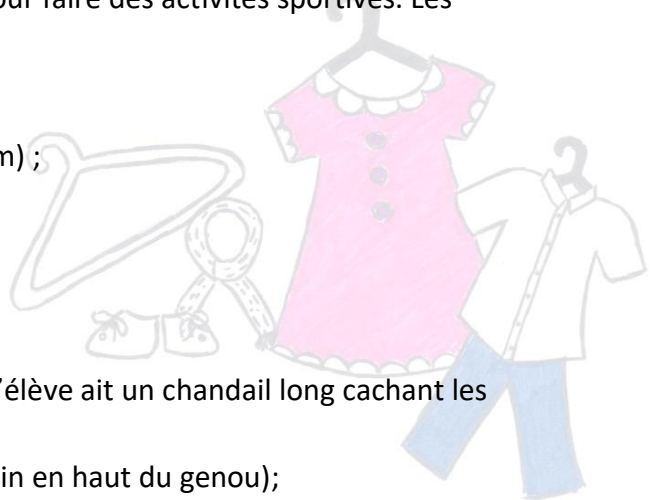 our faire des activités sportives. Les
m) ;
'élève ait un chandail long cachant les
in en haut du genou);